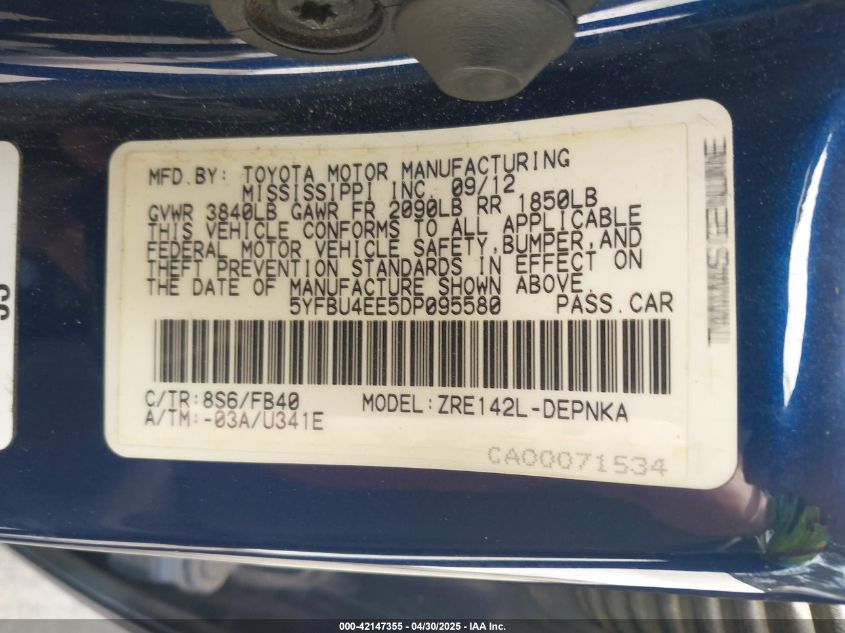 MFD.BY: TOYOTA MOTOR MANUFACTURING
MISSISSIPPI INC. 09/12
GVWR 3840LB GAWR FR 2090LB RR 1850LB
THIS VEHICLE CONFORMS TO ALL APPLICABLE
FEDERAL MOTOR VEHICLE SAFETY,BUMPER,AND
THEFT PREVENTION STANDARDS IN EFFECT ON
THE DATE OF MANUFACTURE SHOWN ABOVE.
5YFBU4EE5DP095580 PASS.CAR
C/TR:8S6/FB40 MODEL:ZRE142L-DEPNKA
A/TM:-03A/U341E
CA00071534
000-42147355 - 04/30/2025 - IAA Inc.